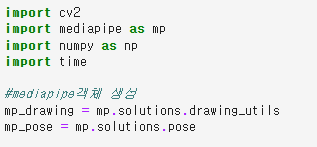 import cv2
import mediapipe as mp
import numpy as np
import time

#mediapipe객체 생성
mp_drawing = mp.solutions.drawing_utils
mp_pose = mp.solutions.pose